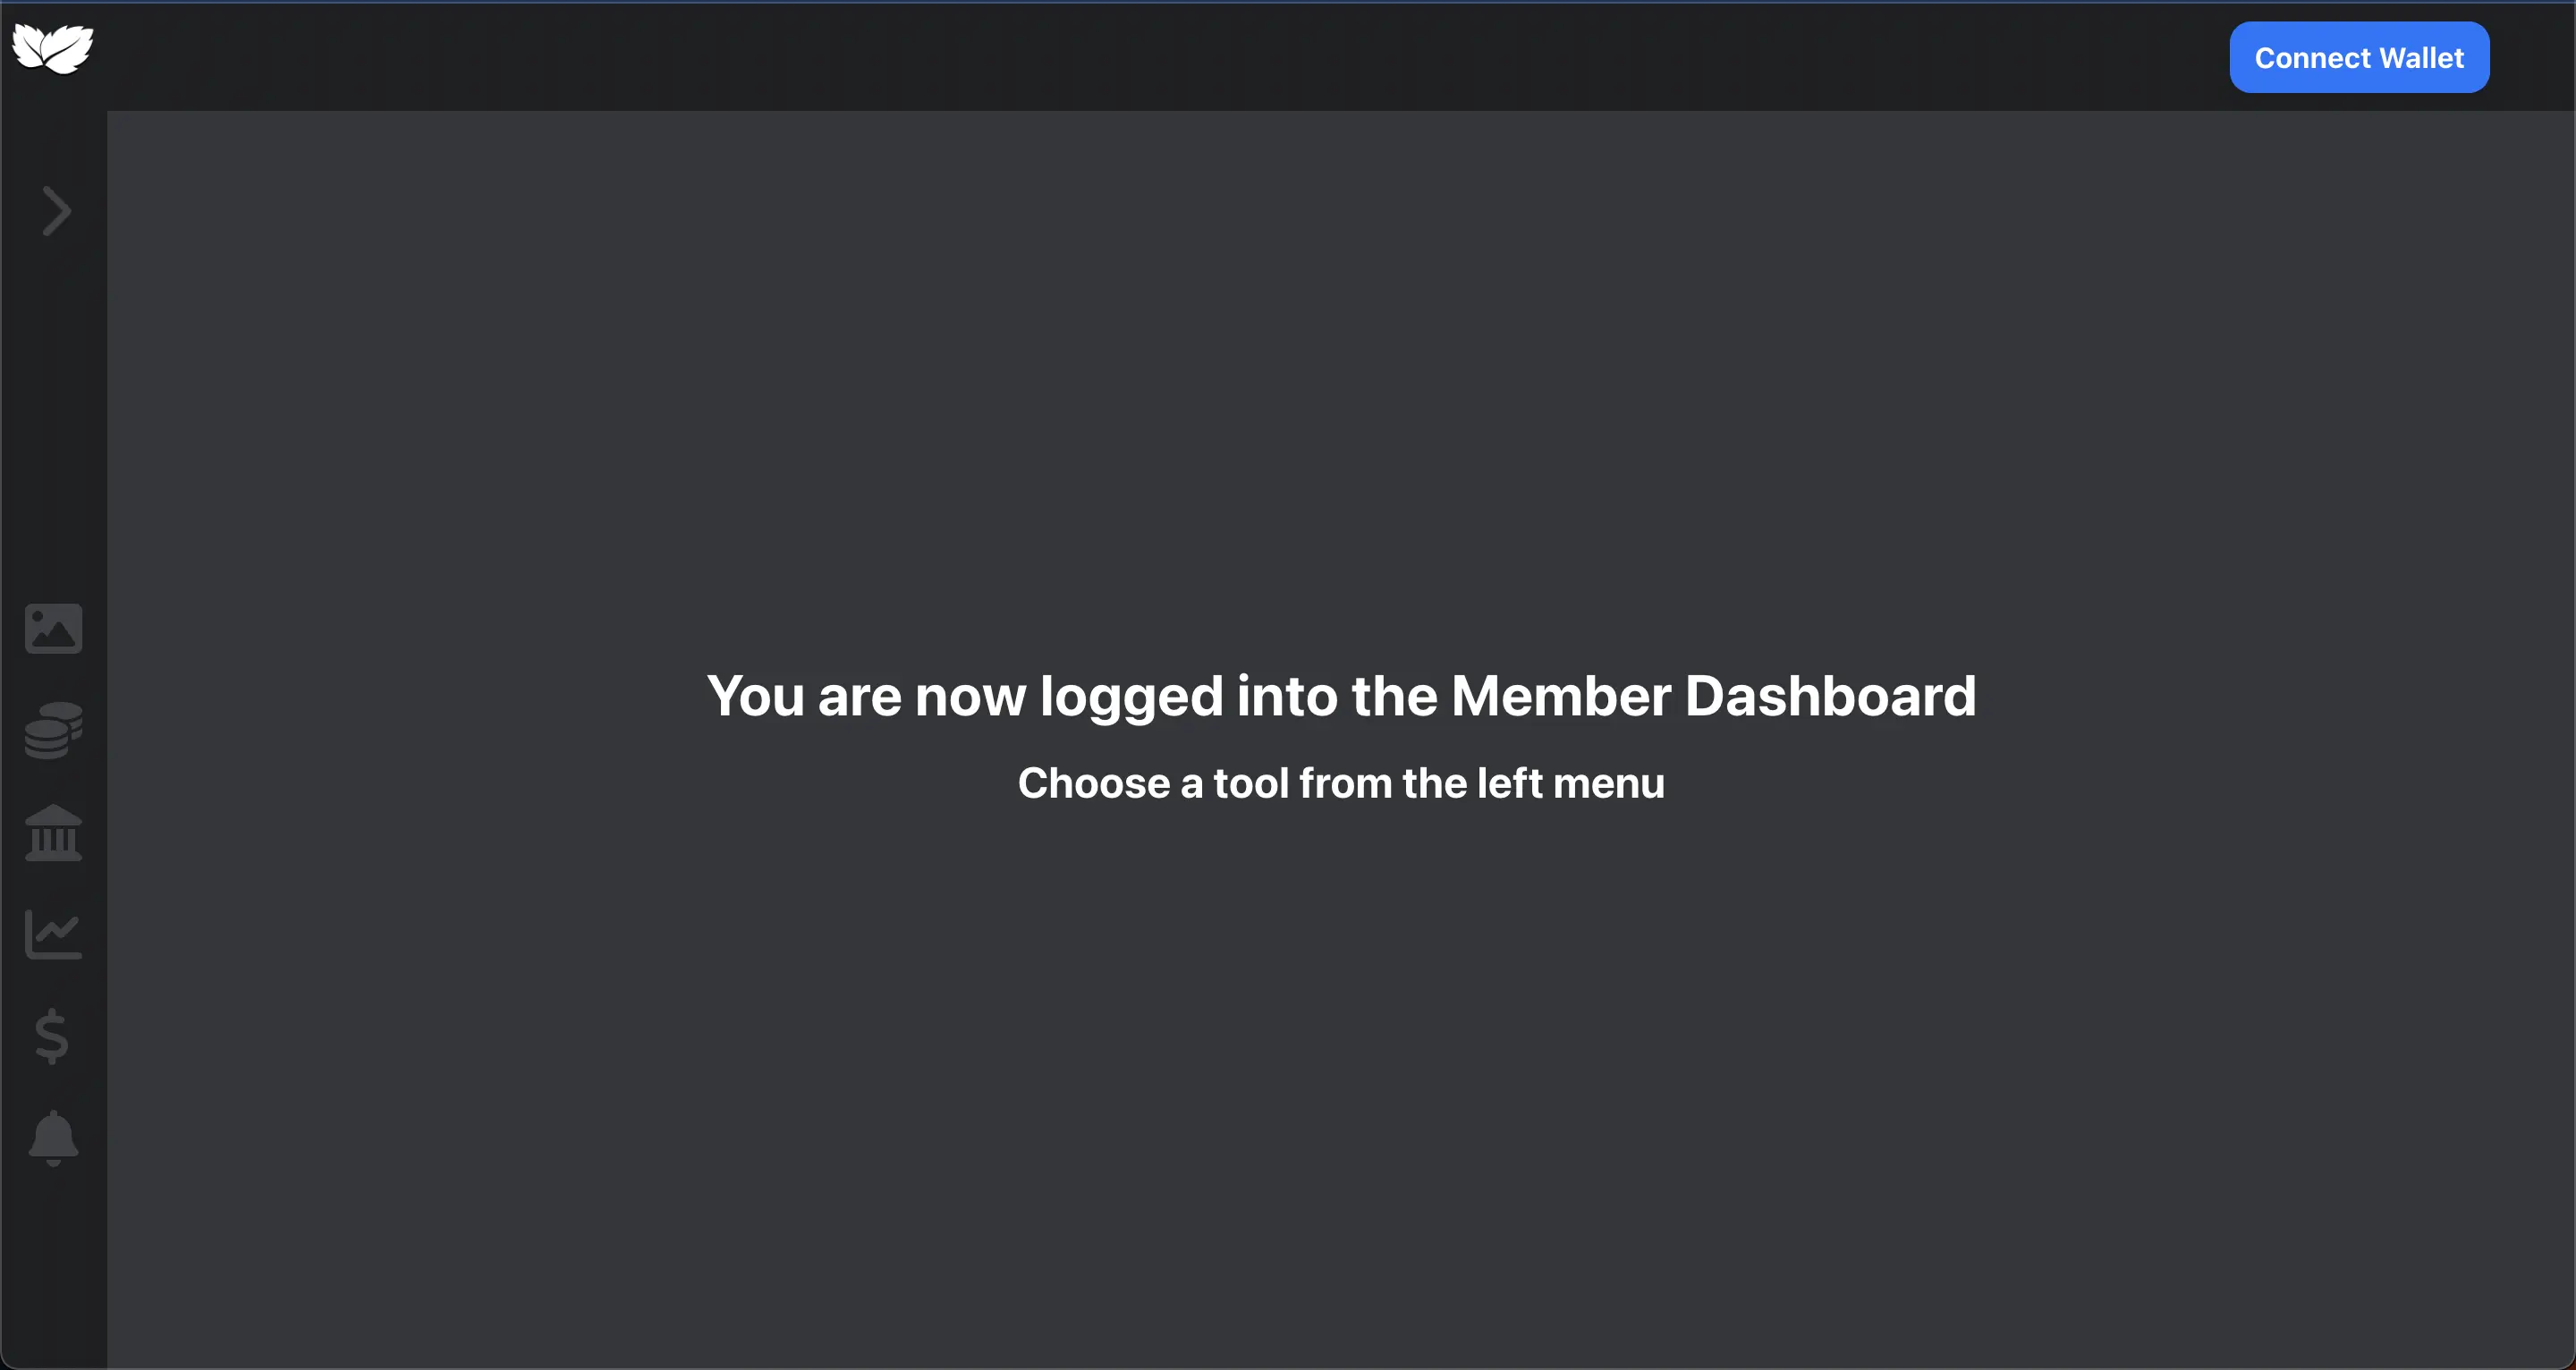 Connect Wallet
You are now logged into the Member Dashboard
Choose a tool from the left menu